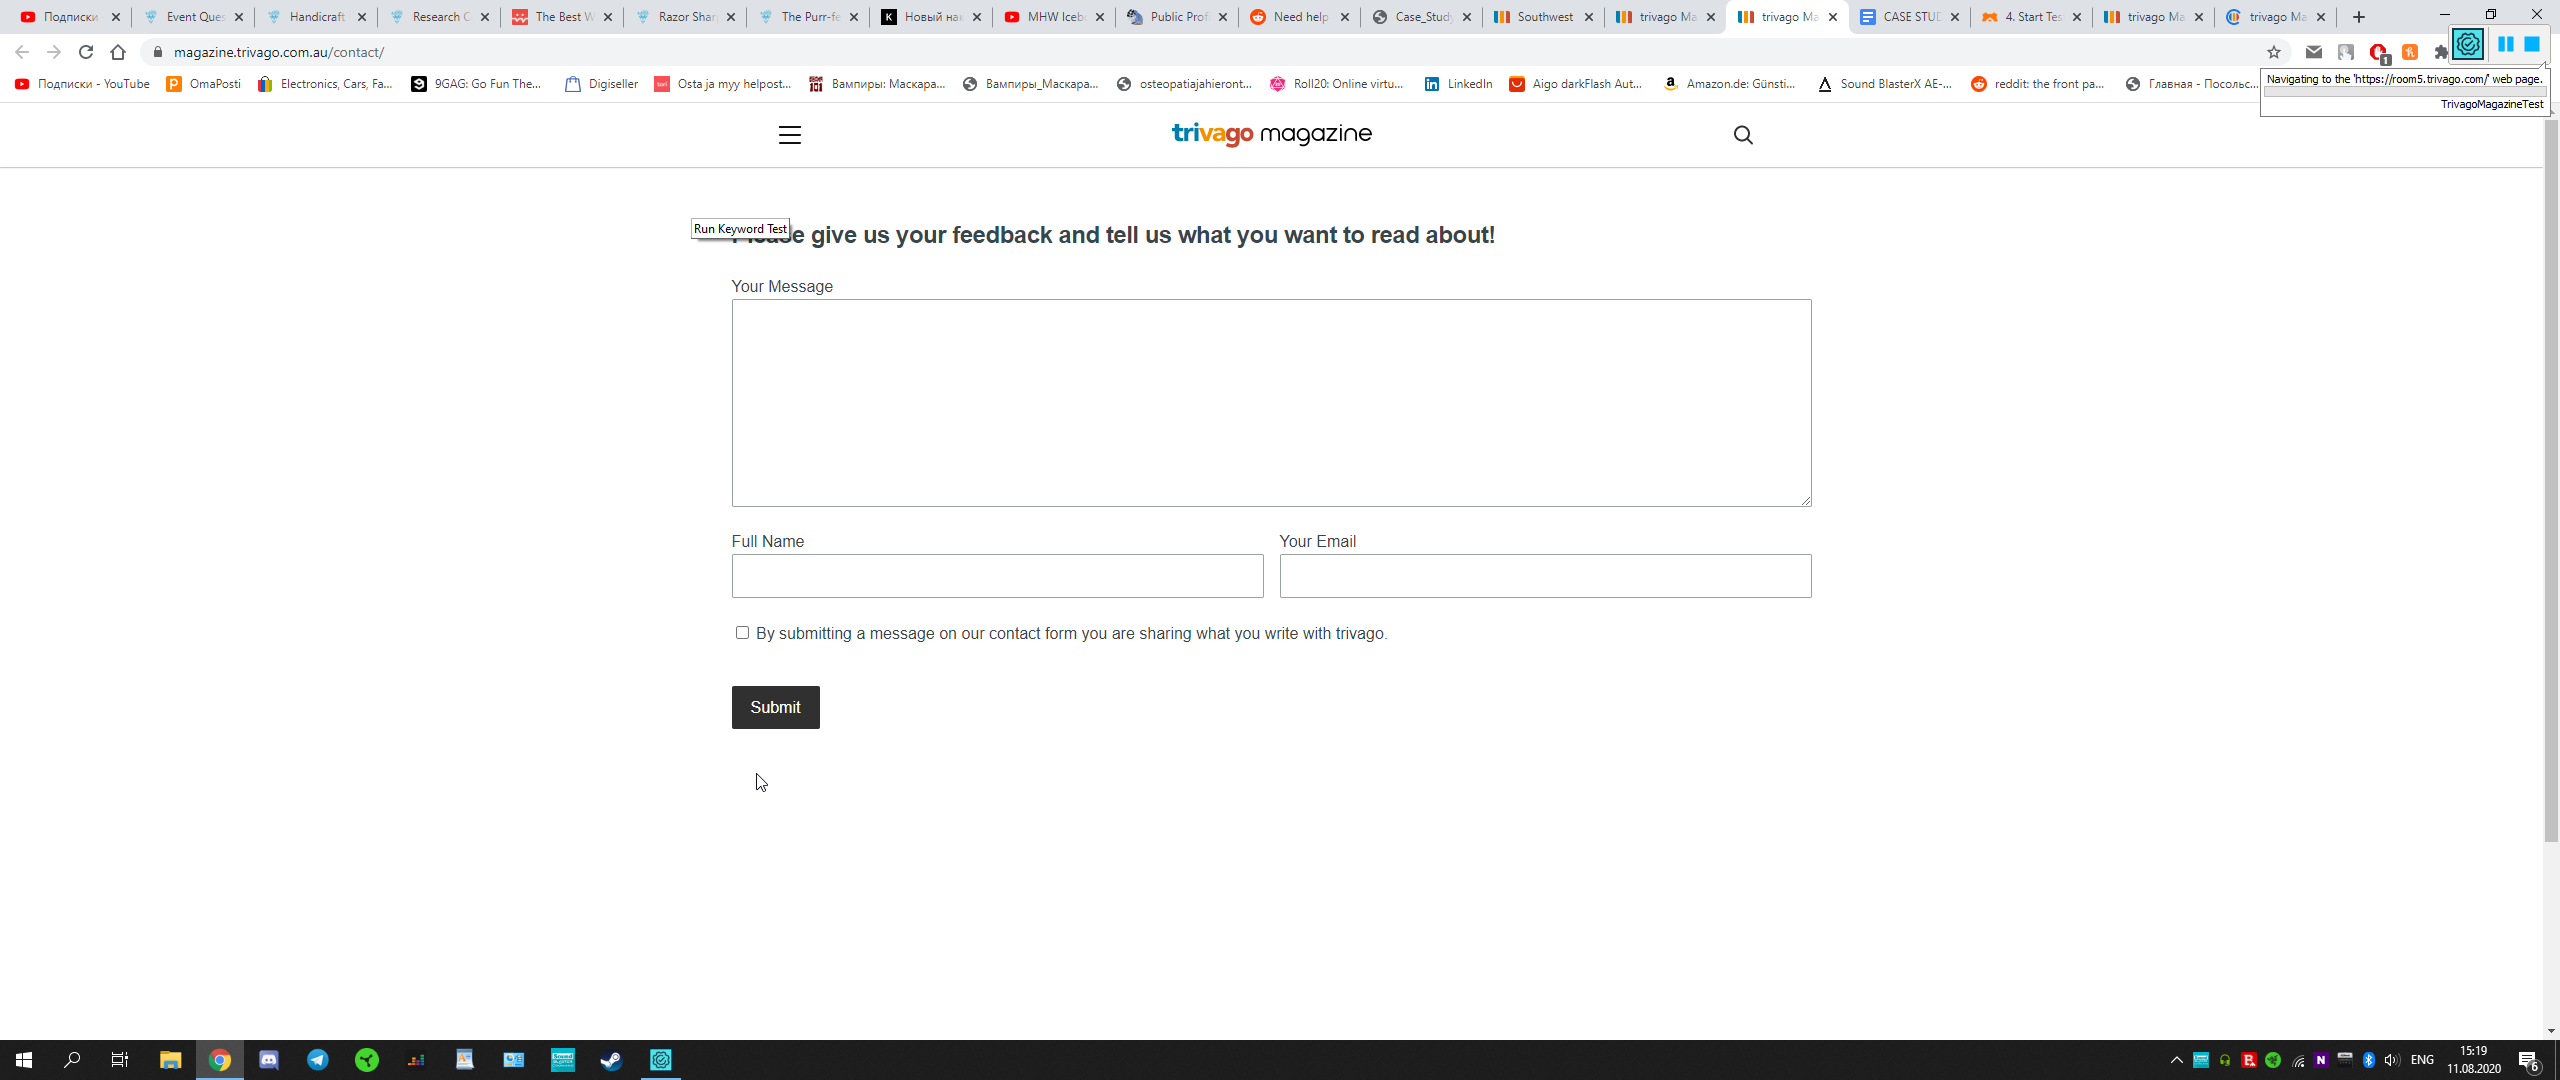 Подписки
Event Ques
Handicraft
Research C
The Best W
Razor Shar
The Purr-fe
Новый нак
MHW Icebo
Public Prof
Need help
Case_Study
Southwest
trivago Ma
trivago Ma
CASE STUD
4. Start Tes
trivago Ma
trivago Ma
magazine.trivago.com.au/contact/
1
Подписки - YouTube
OmaPosti
Electronics, Cars, Fa...
9GAG: Go Fun The...
Digiseller
Osta ja myy helpost...
Вампиры: Маскара...
Вампиры_Маскара...
osteopatiajahieront...
Roll20: Online virtu...
LinkedIn
Aigo darkFlash Aut...
Amazon.de: Günsti...
Sound BlasterX AE-...
reddit: the front pa...
Главная - Посольс...
Navigating to the 'https://room5.trivago.com/' web page.
TrivagoMagazineTest
trivago magazine
Run Keyword Test
Please give us your feedback and tell us what you want to read about!
Your Message
Full Name
Your Email
By submitting a message on our contact form you are sharing what you write with trivago.
Submit
ENG
15:19
11.08.2020
6